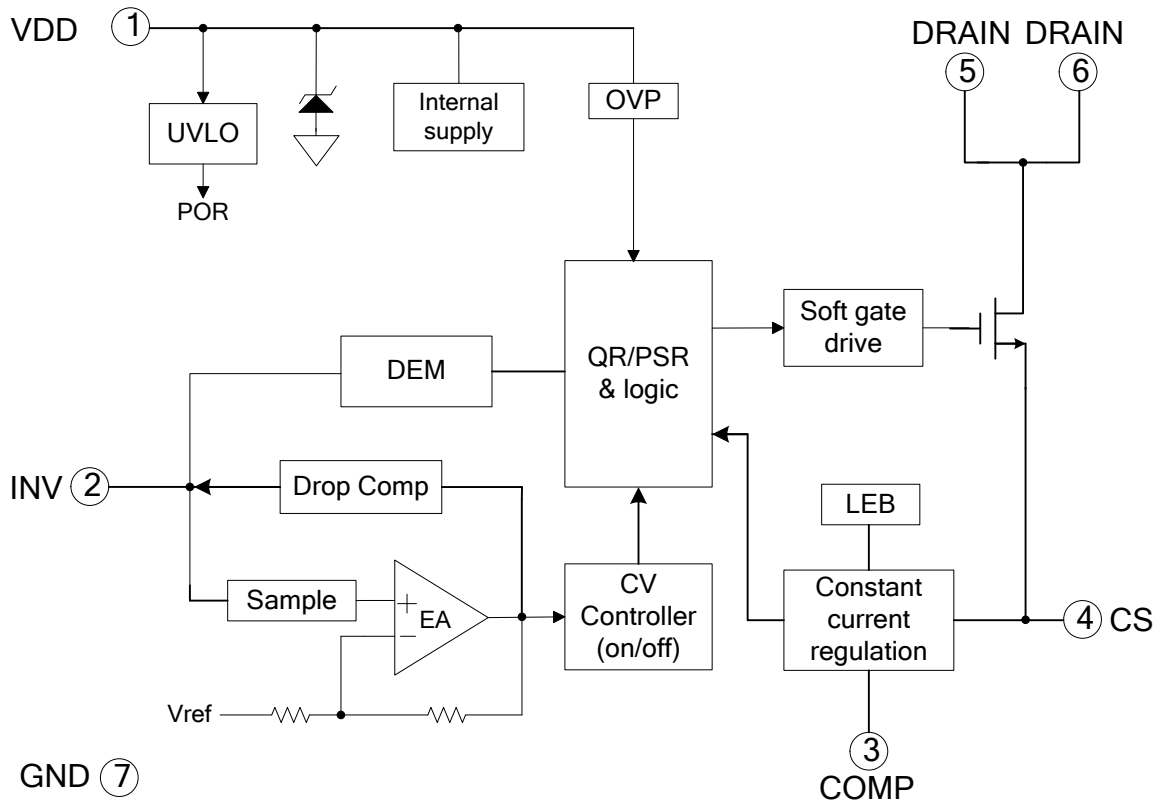 VDD 1
DRAIN DRAIN
5 6
OVP
Internal
supply
UVLO
POR
Soft gate
drive
QR/PSR
& logic
DEM
INV 2
Drop Comp
LEB
Sample
+
EA
−
CV
Controller
(on/off)
Constant
current
regulation
4 CS
Vref
3
COMP
GND 7